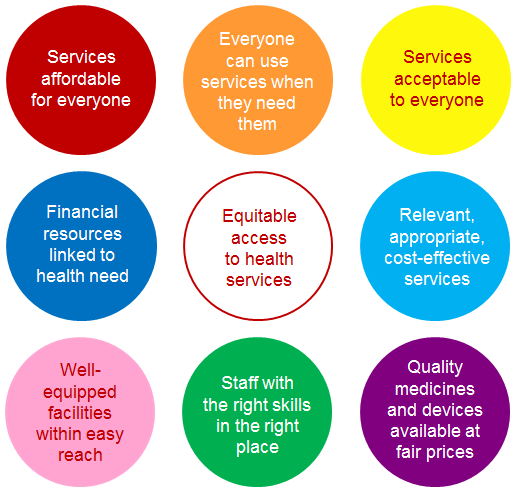 Services
affordable
for everyone
Everyone
can use
services when
they need
them
Services
acceptable
to everyone
Financial
resources
linked to
health need
Equitable
access
to health
services
Relevant,
appropriate,
cost-effective
services
Well-
equipped
facilities
within easy
reach
Staff with
the right skills
in the right
place
Quality
medicines
and devices
available at
fair prices